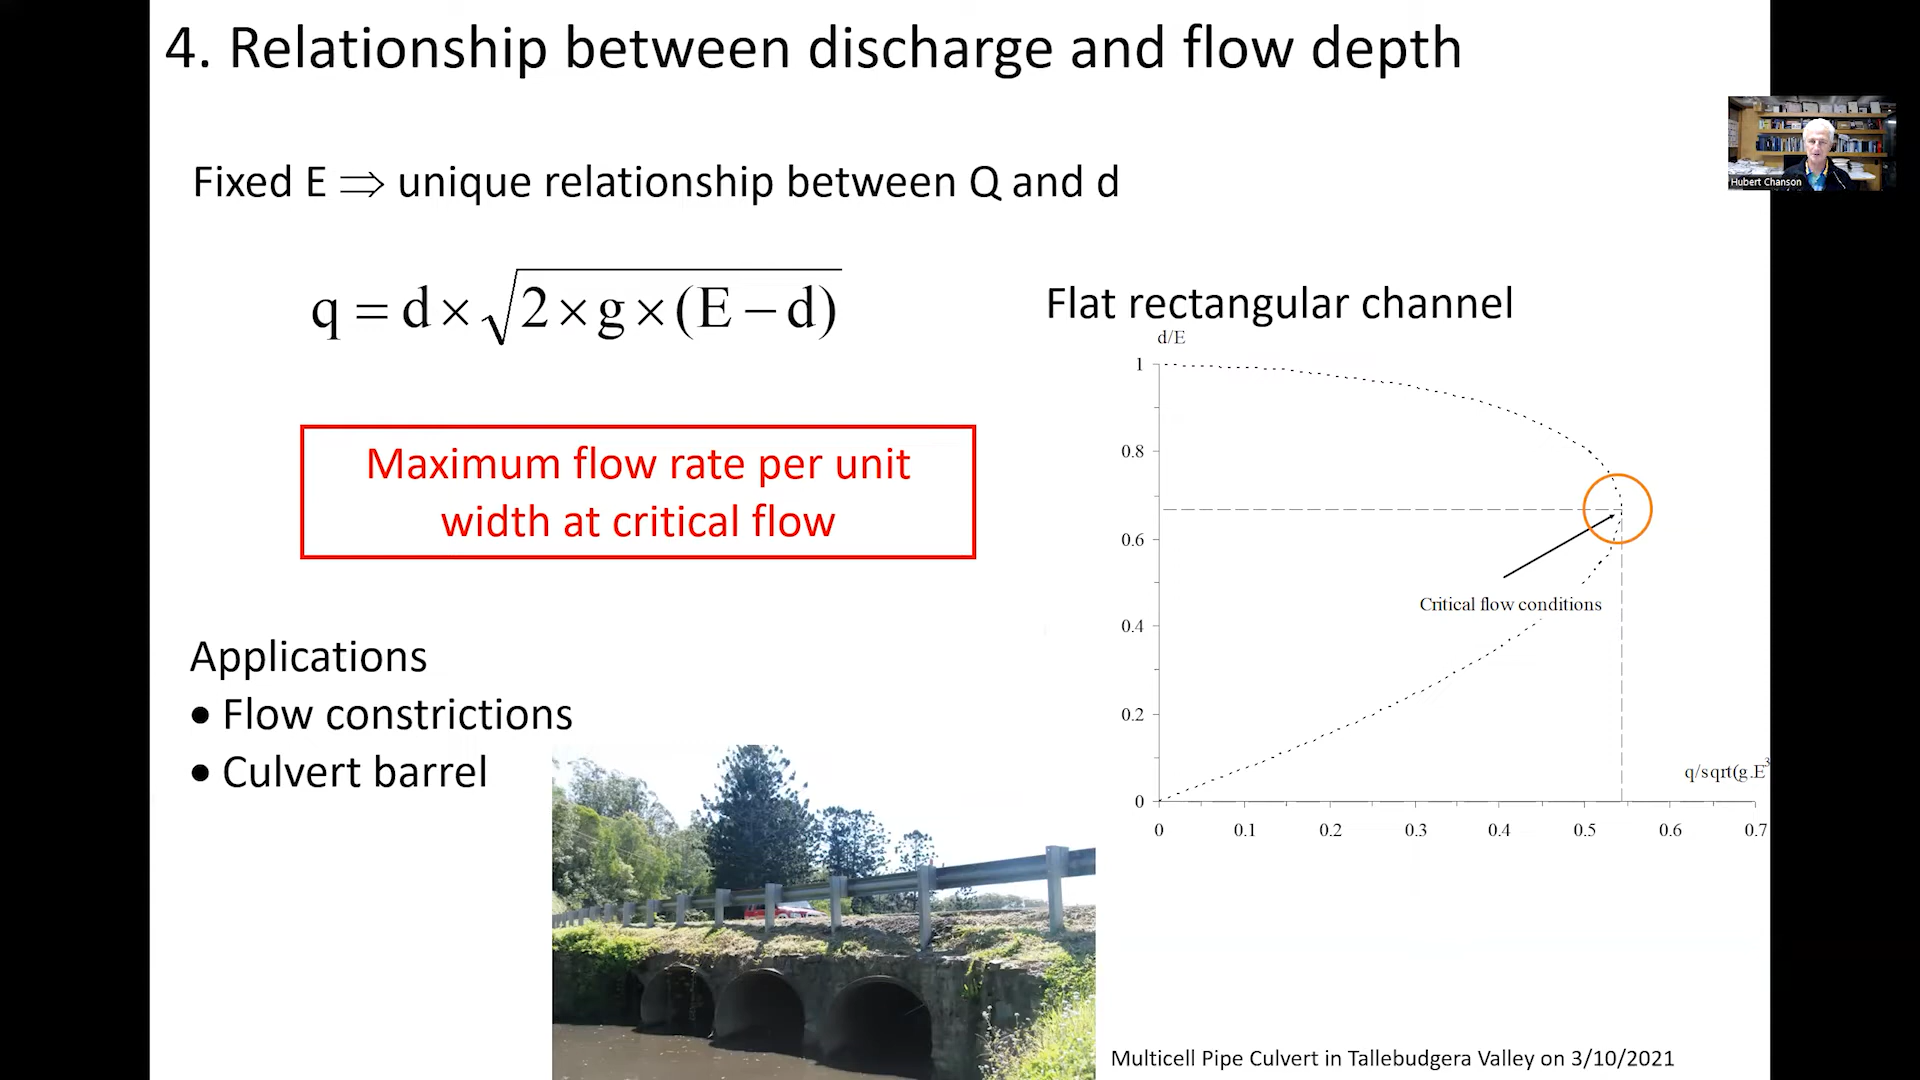 4. Relationship between discharge and flow depth
Hubert Chanson
Fixed E ⇒ unique relationship between Q and d
q = d × √2 × g × (E − d)
Flat rectangular channel
Maximum flow rate per unit
width at critical flow
Applications
• Flow constrictions
• Culvert barrel
d/E
1
0.8
0.6
0.4
0.2
0
Critical flow conditions
q/sqrt(g.E³
0 0.1 0.2 0.3 0.4 0.5 0.6 0.7
Multicell Pipe Culvert in Tallebudgera Valley on 3/10/2021